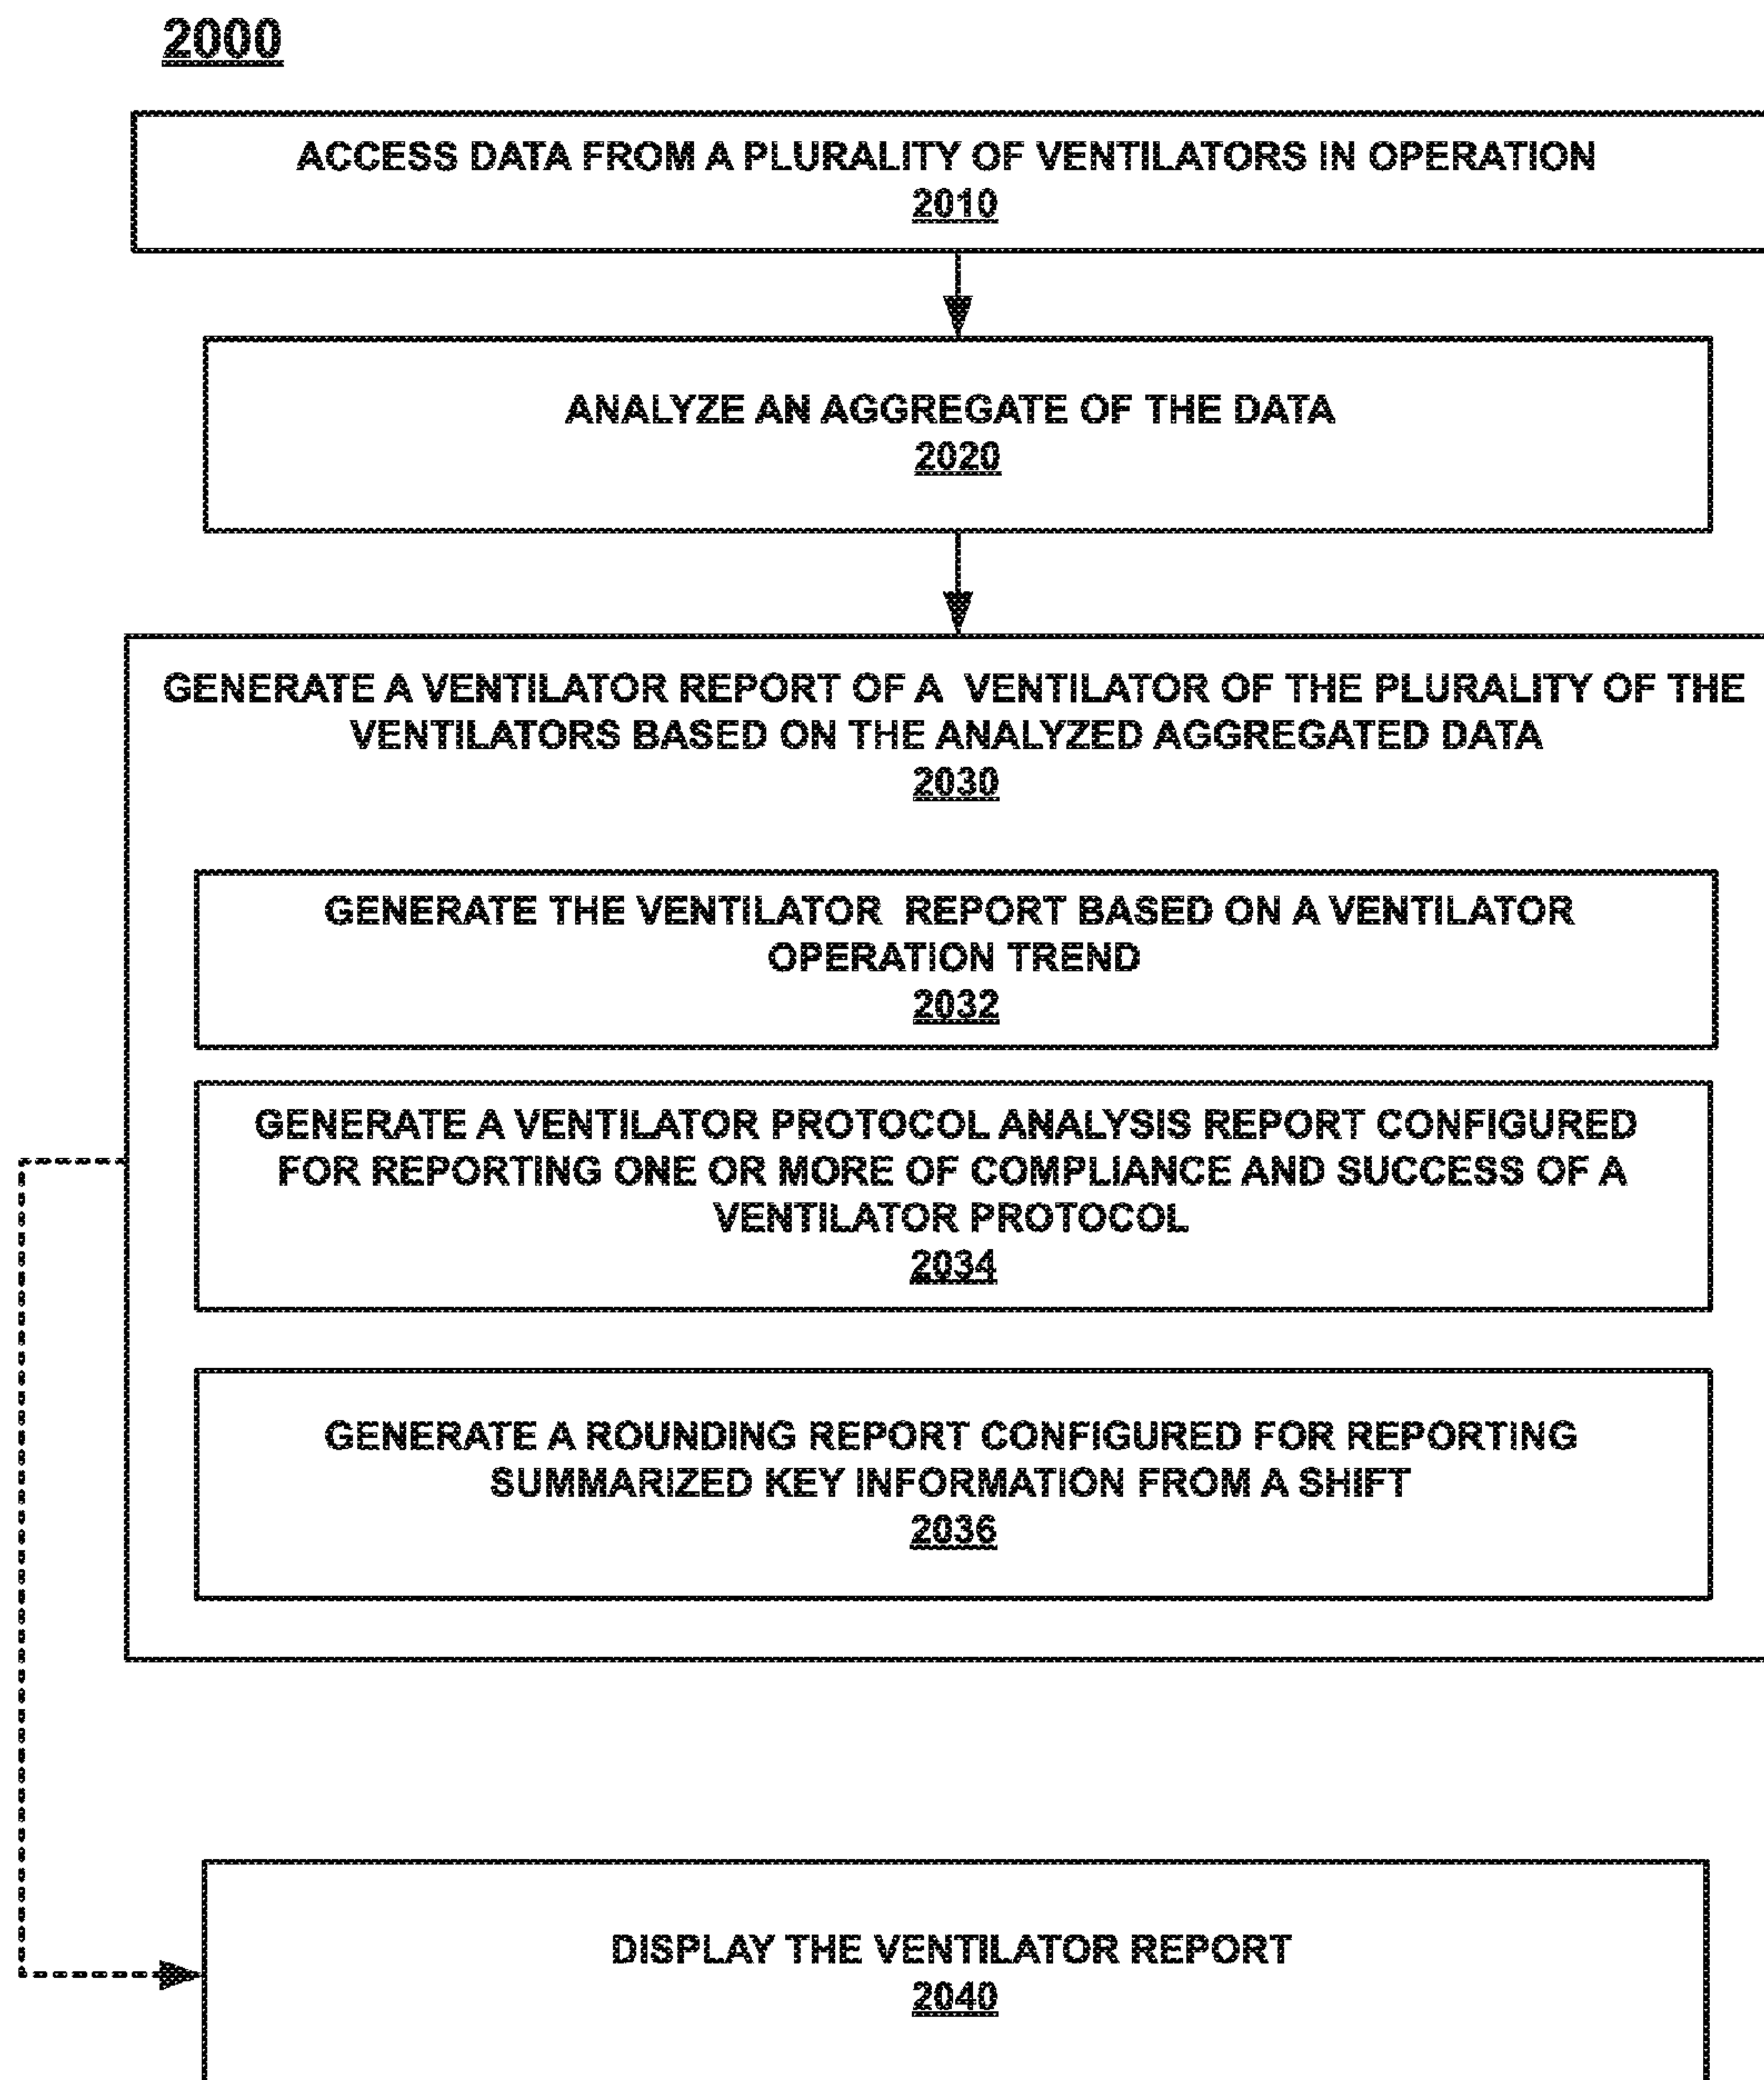 2000
ACCESS DATA FROM A PLURALITY OF VENTILATORS IN OPERATION
2010
ANALYZE AN AGGREGATE OF THE DATA
2020
GENERATE A VENTILATOR REPORT OF A VENTILATOR OF THE PLURALITY OF THE
VENTILATORS BASED ON THE ANALYZED AGGREGATED DATA
2030
GENERATE THE VENTILATOR REPORT BASED ON A VENTILATOR
OPERATION TREND
2032
GENERATE A VENTILATOR PROTOCOL ANALYSIS REPORT CONFIGURED
FOR REPORTING ONE OR MORE OF COMPLIANCE AND SUCCESS OF A
VENTILATOR PROTOCOL
2034
GENERATE A ROUNDING REPORT CONFIGURED FOR REPORTING
SUMMARIZED KEY INFORMATION FROM A SHIFT
2036
DISPLAY THE VENTILATOR REPORT
2040